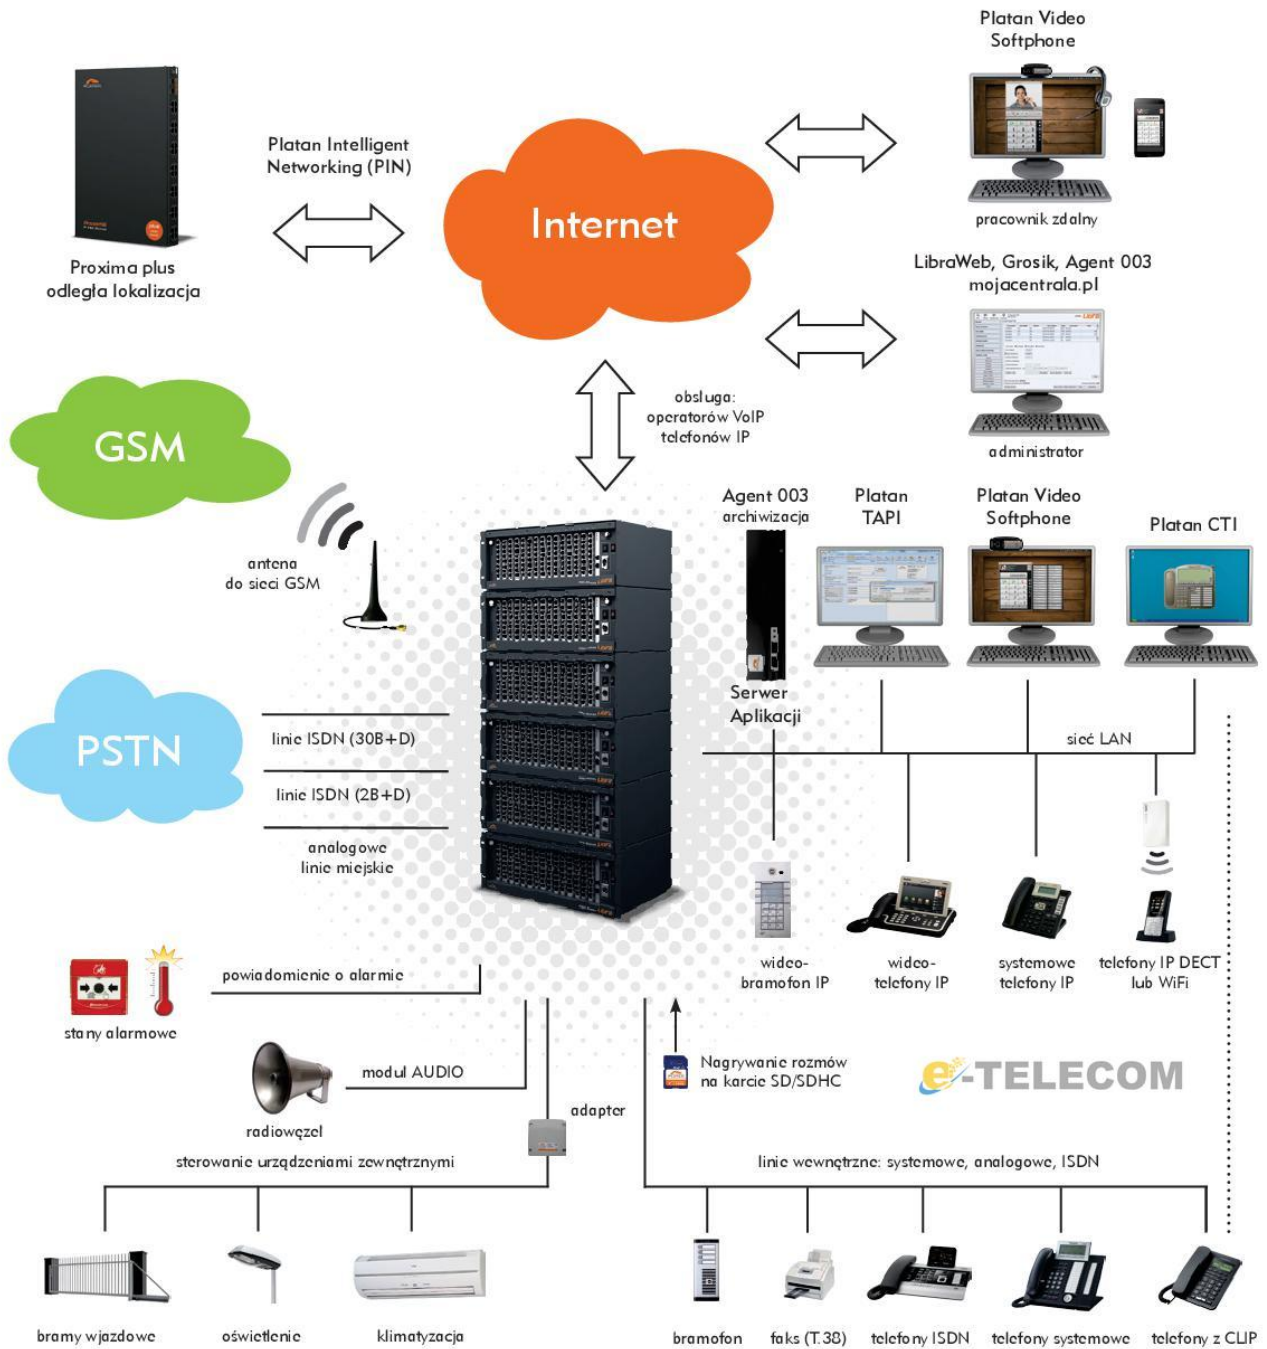 Platan Video
Softphone
pracownik zdalny
Platan Intelligent
Networking (PIN)
Internet
Proxima plus
odległa lokalizacja
LibraWeb, Grosik, Agent 003
mojacentrala.pl
administrator
obsługa:
operatorów VoIP
telefonów IP
GSM
antena
do sieci GSM
Agent 003
archiwizacja
Platan
TAPI
Platan Video
Softphone
Platan CTI
Serwer
Aplikacji
sieć LAN
PSTN
linie ISDN (30B+D)
linie ISDN (2B+D)
analogowe
linie miejskie
wideo-
bramofon IP
wideo-
telefony IP
systemowe
telefony IP
telefony IP DECT
lub WiFi
powiadomienie o alarmie
stany alarmowe
moduł AUDIO
radiowęzeł
Nagrywanie rozmów
na karcie SD/SDHC
e-TELECOM
adapter
sterowanie urządzeniami zewnętrznymi
linie wewnętrzne: systemowe, analogowe, ISDN
bramy wjazdowe
oświetlenie
klimatyzacja
bramofon
faks (T.38)
telefony ISDN
telefony systemowe
telefony z CLIP